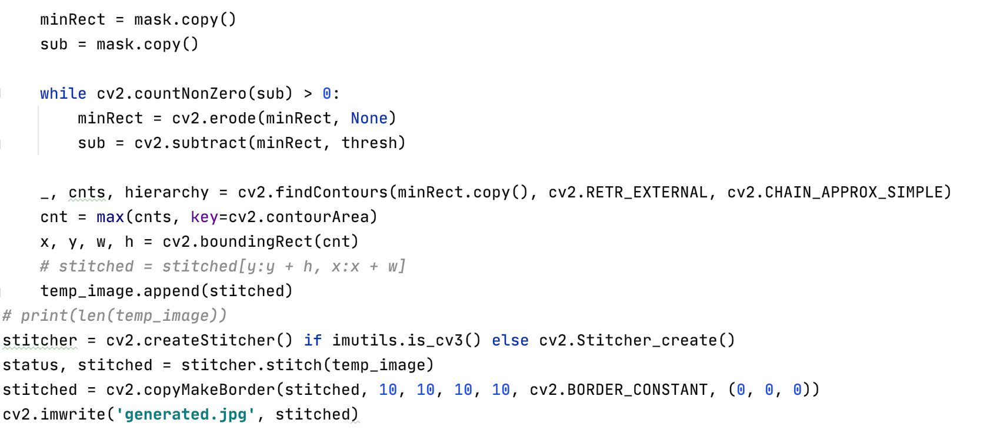 minRect = mask.copy()
sub = mask.copy()
while cv2.countNonZero(sub) > 0:
minRect = cv2.erode(minRect, None)
sub = cv2.subtract(minRect, thresh)
_, cnts, hierarchy = cv2.findContours(minRect.copy(), cv2.RETR_EXTERNAL, cv2.CHAIN_APPROX_SIMPLE)
cnt = max(cnts, key=cv2.contourArea)
x, y, w, h = cv2.boundingRect(cnt)
# stitched = stitched[y:y + h, x:x + w]
temp_image.append(stitched)
# print(len(temp_image))
stitcher = cv2.createStitcher() if imutils.is_cv3() else cv2.Stitcher_create()
status, stitched = stitcher.stitch(temp_image)
stitched = cv2.copyMakeBorder(stitched, 10, 10, 10, 10, cv2.BORDER_CONSTANT, (0, 0, 0))
cv2.imwrite('generated.jpg', stitched)